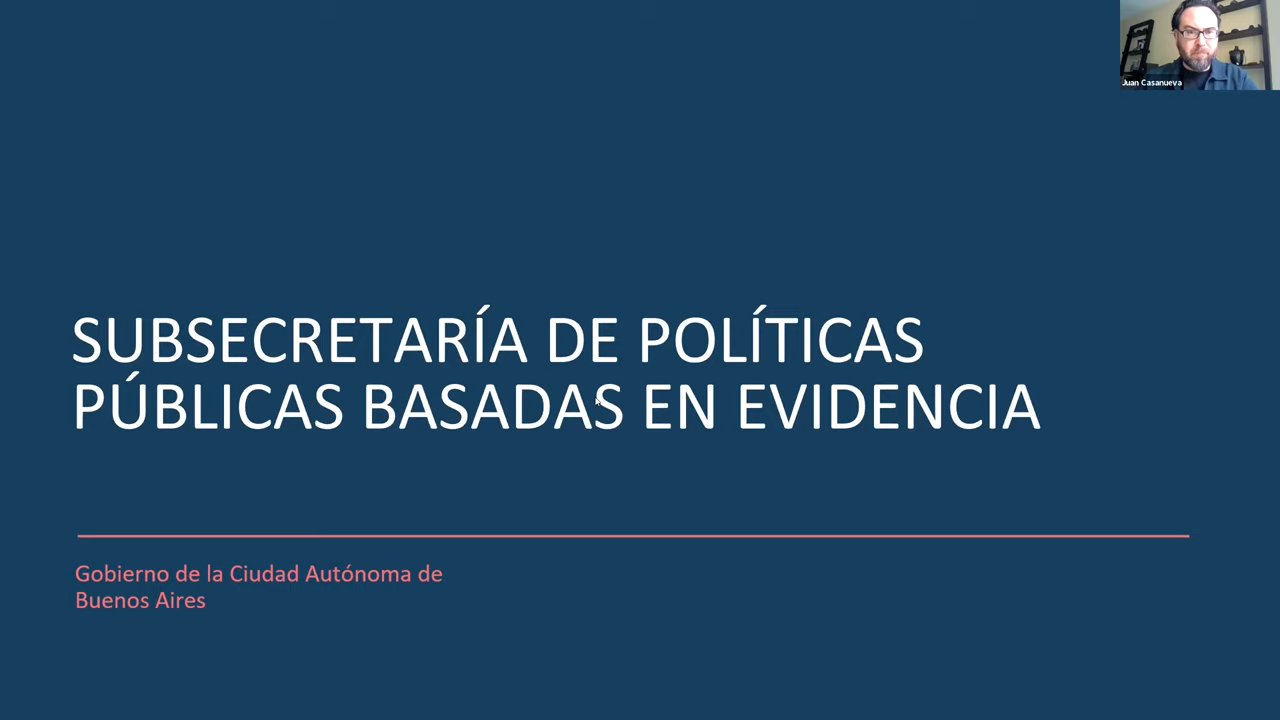 Juan Casanueva
SUBSECRETARÍA DE POLÍTICAS
PÚBLICAS BASADAS EN EVIDENCIA
Gobierno de la Ciudad Autónoma de
Buenos Aires